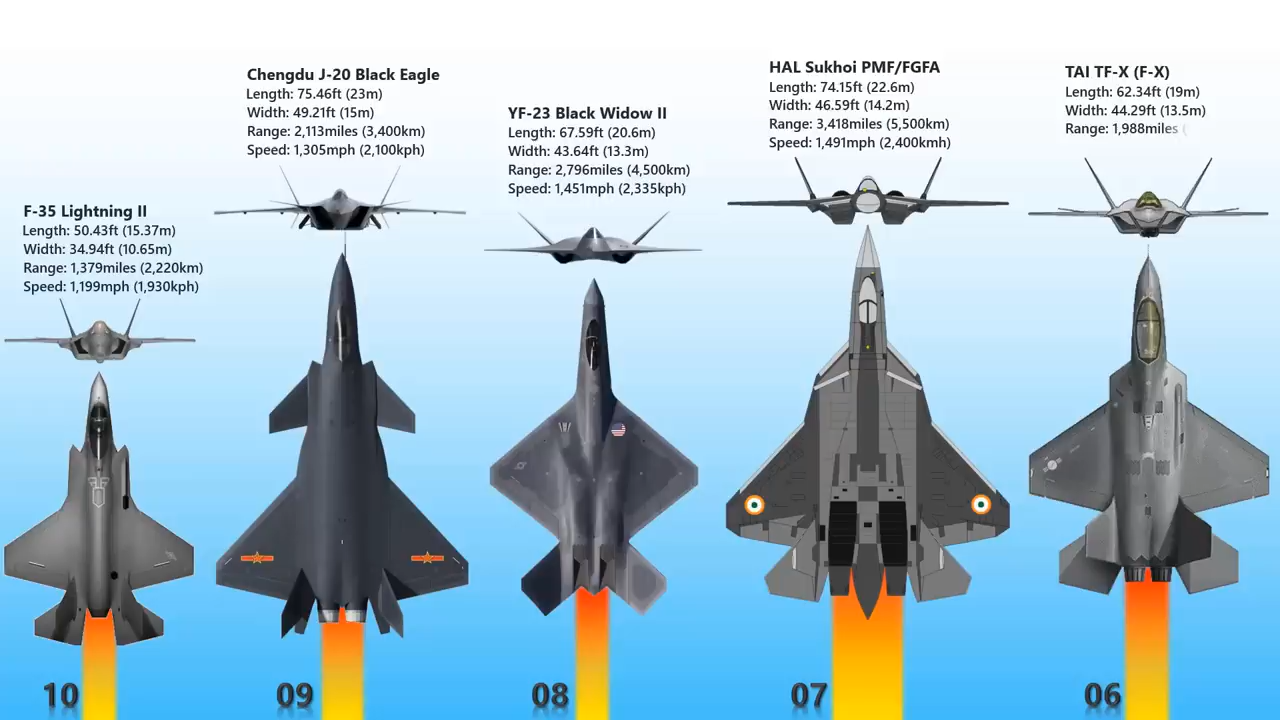 F-35 Lightning II
Length: 50.43ft (15.37m)
Width: 34.94ft (10.65m)
Range: 1,379miles (2,220km)
Speed: 1,199mph (1,930kph)
10
Chengdu J-20 Black Eagle
Length: 75.46ft (23m)
Width: 49.21ft (15m)
Range: 2,113miles (3,400km)
Speed: 1,305mph (2,100kph)
09
YF-23 Black Widow II
Length: 67.59ft (20.6m)
Width: 43.64ft (13.3m)
Range: 2,796miles (4,500km)
Speed: 1,451mph (2,335kph)
08
HAL Sukhoi PMF/FGFA
Length: 74.15ft (22.6m)
Width: 46.59ft (14.2m)
Range: 3,418miles (5,500km)
Speed: 1,491mph (2,400kmh)
07
TAI TF-X (F-X)
Length: 62.34ft (19m)
Width: 44.29ft (13.5m)
Range: 1,988miles (
06